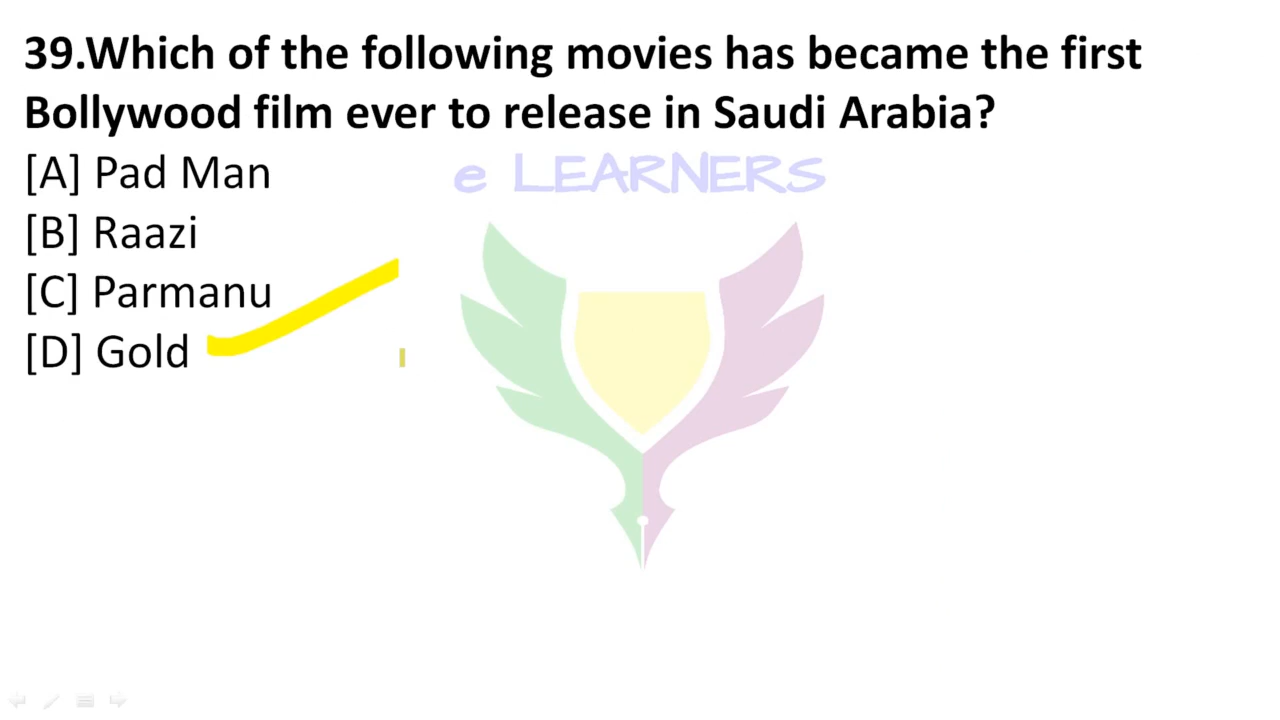 39.Which of the following movies has became the first
Bollywood film ever to release in Saudi Arabia?
[A] Pad Man
e LEARNERS
[B] Raazi
[C] Parmanu
[D] Gold